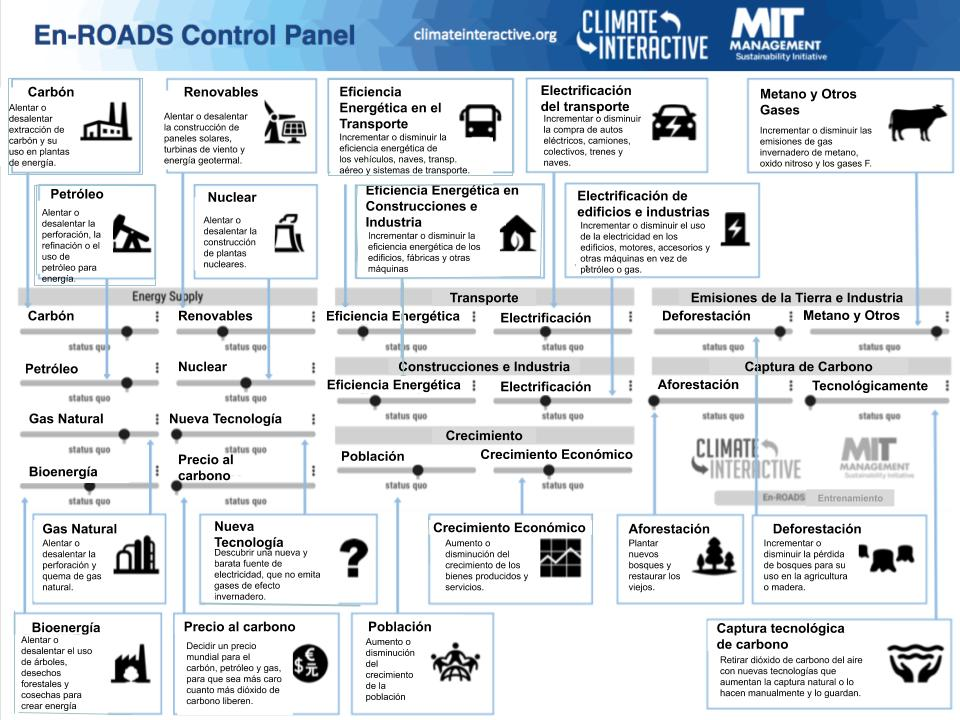 En-ROADS Control Panel
climateinteractive.org
CLIMATE
INTERACTIVE
MIT
MANAGEMENT
Sustainability Initiative
Carbón
Alentar o
desalentar
extracción de
carbón y su
uso en plantas
de energía.
Renovables
Alentar o desalentar
la construcción de
paneles solares,
turbinas de viento y
energía geotermal.
Eficiencia
Energética en el
Transporte
Incrementar o disminuir la
eficiencia energética de
los vehículos, naves, transp.
aéreo y sistemas de transporte.
Electrificación
del transporte
Incrementar o disminuir
la compra de autos
eléctricos, camiones,
colectivos, trenes y
naves.
Metano y Otros
Gases
Incrementar o disminuir las
emisiones de gas
invernadero de metano,
oxido nitroso y los gases F.
Petróleo
Alentar o
desalentar la
perforación, la
refinación o el
uso de
petróleo para
energía.
Nuclear
Alentar o
desalentar la
construcción
de plantas
nucleares.
Eficiencia Energética en
Construcciones e
Industria
Incrementar o disminuir la
eficiencia energética de los
edificios, fábricas y otras
máquinas
Electrificación de
edificios e industrias
Incrementar o disminuir el uso
de la electricidad en los
edificios, motores, accesorios y
otras máquinas en vez de
petróleo o gas.
Energy Supply
Transporte
Emisiones de la Tierra e Industria
Carbón
Renovables
Eficiencia Energética
Electrificación
Deforestación
Metano y Otros
status quo
status quo
status quo
status quo
status quo
status quo
Petróleo
Nuclear
Construcciones e Industria
Captura de Carbono
Eficiencia Energética
Electrificación
Aforestación
Tecnológicamente
status quo
status quo
status quo
status quo
status quo
status quo
Gas Natural
Nueva Tecnología
Crecimiento
status quo
status quo
Bioenergía
Precio al
carbono
Población
Crecimiento Económico
status quo
status quo
status quo
status quo
CLIMATE
INTERACTIVE
MIT
MANAGEMENT
Sustainability Initiative
En-ROADS Entrenamiento
Gas Natural
Alentar o
desalentar la
perforación y
quema de gas
natural.
Nueva
Tecnología
Descubrir una nueva y
barata fuente de
electricidad, que no emita
gases de efecto
invernadero.
Crecimiento Económico
Aumento o
disminución del
crecimiento de los
bienes producidos y
servicios.
Aforestación
Plantar
nuevos
bosques y
restaurar los
viejos.
Deforestación
Incrementar o
disminuir la pérdida
de bosques para su
uso en la agricultura
o madera.
Bioenergía
Alentar o
desalentar el uso
de árboles,
desechos
forestales y
cosechas para
crear energía
Precio al carbono
Decidir un precio
mundial para el
carbón, petróleo y gas,
para que sea más caro
cuanto más dióxido de
carbono liberen.
Población
Aumento o
disminución
del
crecimiento
de la
población
Captura tecnológica
de carbono
Retirar dióxido de carbono del aire
con nuevas tecnologías que
aumentan la captura natural o lo
hacen manualmente y lo guardan.